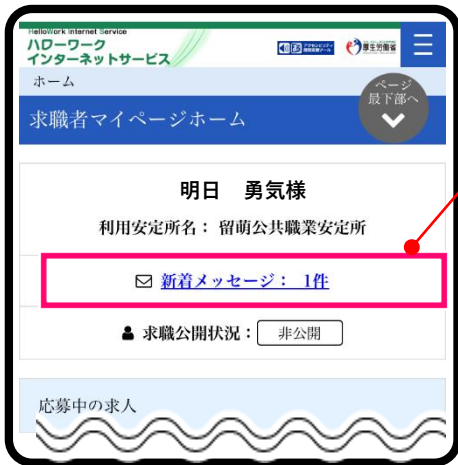 HelloWork Internet Service
ハローワーク
インターネットサービス
厚生労働省
ホーム
ページ
最下部へ
求職者マイページホーム
明日 勇気様
利用安定所名： 留萌公共職業安定所
新着メッセージ： 1件
求職公開状況： 非公開
応募中の求人